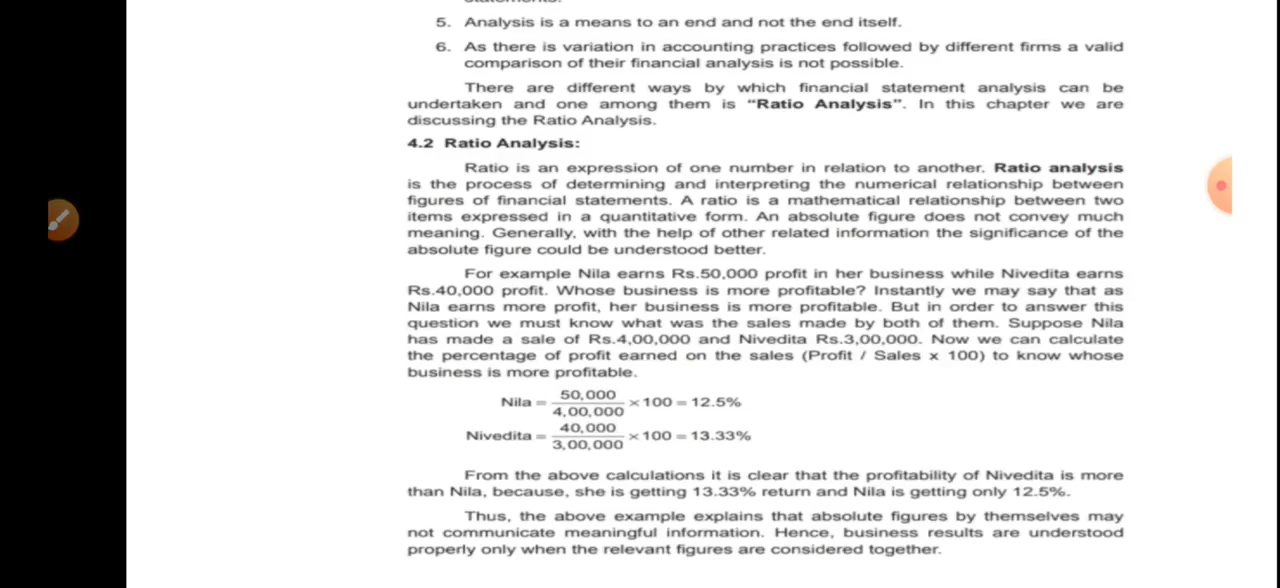 5. Analysis is a means to an end and not the end itself.
6. As there is variation in accounting practices followed by different firms a valid
comparison of their financial analysis is not possible.
There are different ways by which financial statement analysis can be
undertaken and one among them is “Ratio Analysis”. In this chapter we are
discussing the Ratio Analysis.
4.2 Ratio Analysis:
Ratio is an expression of one number in relation to another. Ratio analysis
is the process of determining and interpreting the numerical relationship between
figures of financial statements. A ratio is a mathematical relationship between two
items expressed in a quantitative form. An absolute figure does not convey much
meaning. Generally, with the help of other related information the significance of the
absolute figure could be understood better.
For example Nila earns Rs.50,000 profit in her business while Nivedita earns
Rs.40,000 profit. Whose business is more profitable? Instantly we may say that as
Nila earns more profit, her business is more profitable. But in order to answer this
question we must know what was the sales made by both of them. Suppose Nila
has made a sale of Rs.4,00,000 and Nivedita Rs.3,00,000. Now we can calculate
the percentage of profit earned on the sales (Profit / Sales x 100) to know whose
business is more profitable.
Nila = 50,000 / 4,00,000 × 100 = 12.5%
Nivedita = 40,000 / 3,00,000 × 100 = 13.33%
From the above calculations it is clear that the profitability of Nivedita is more
than Nila, because, she is getting 13.33% return and Nila is getting only 12.5%.
Thus, the above example explains that absolute figures by themselves may
not communicate meaningful information. Hence, business results are understood
properly only when the relevant figures are considered together.